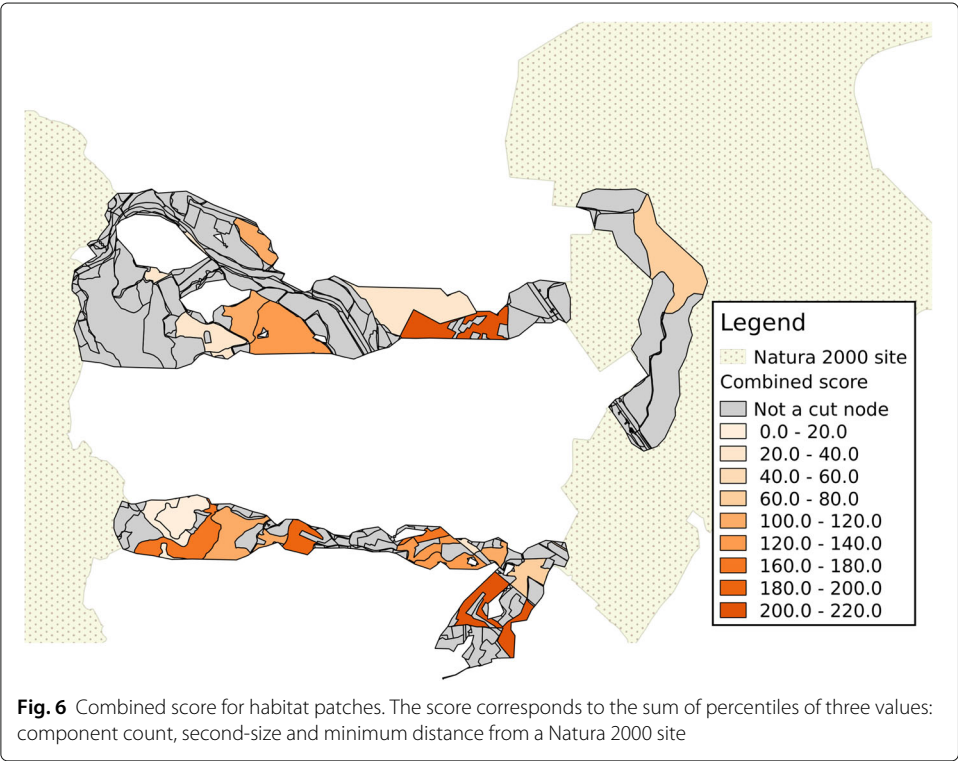 Legend
Natura 2000 site
Combined score
Not a cut node
0.0 - 20.0
20.0 - 40.0
40.0 - 60.0
60.0 - 80.0
100.0 - 120.0
120.0 - 140.0
160.0 - 180.0
180.0 - 200.0
200.0 - 220.0
Fig. 6 Combined score for habitat patches. The score corresponds to the sum of percentiles of three values:
component count, second-size and minimum distance from a Natura 2000 site